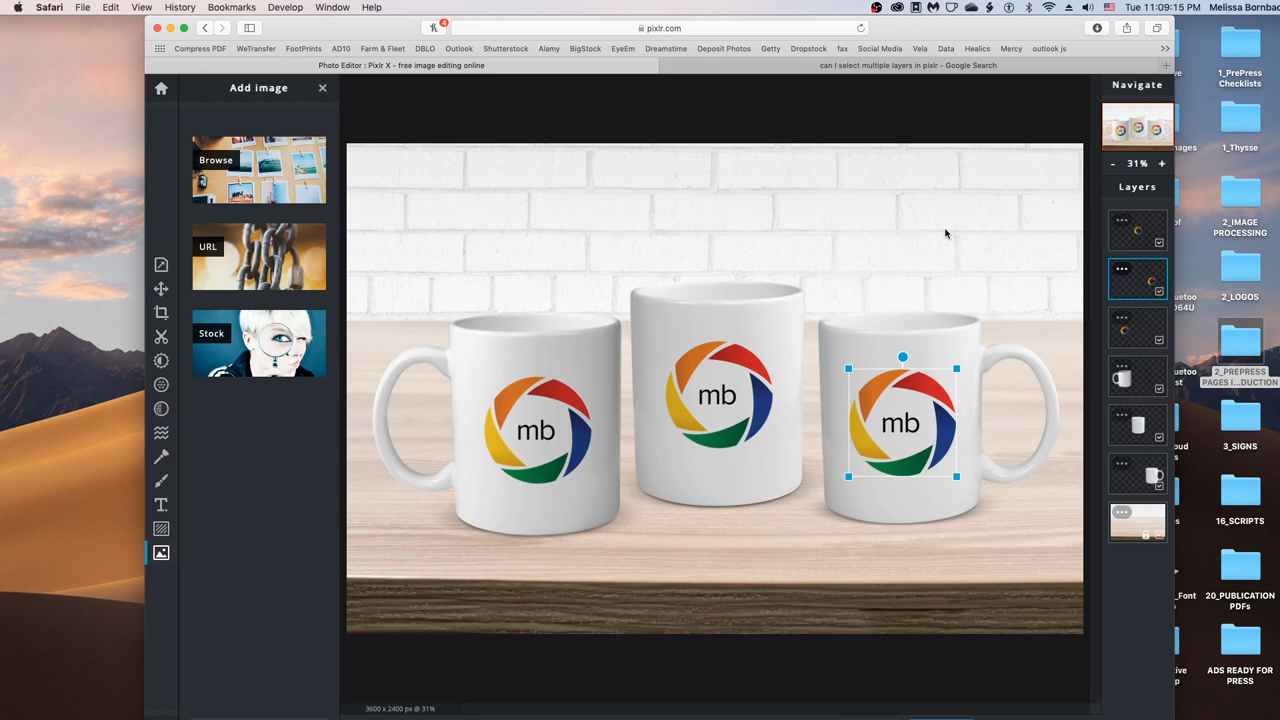 Safari File Edit View History Bookmarks Develop Window Help Tue 11:09:15 PM Melissa Bornbac
4 pixlr.com
Compress PDF WeTransfer FootPrints AD10 Farm & Fleet DBLO Outlook Shutterstock Alamy BigStock EyeEm Dreamstime Deposit Photos Getty Dropstock fax Social Media Vela Data Healics Mercy outlook js
Photo Editor : Pixlr X - free image editing online can I select multiple layers in pixlr - Google Search
Add image
Browse
URL
Stock
mb
mb
mb
3600 x 2400 px @ 31%
Navigate
- 31% +
Layers
1_PrePress
Checklists
1_Thysse
2_IMAGE
PROCESSING
2_LOGOS
2_PREPRESS
PAGES I...DUCTION
3_SIGNS
16_SCRIPTS
20_PUBLICATION
PDFs
ADS READY FOR
PRESS